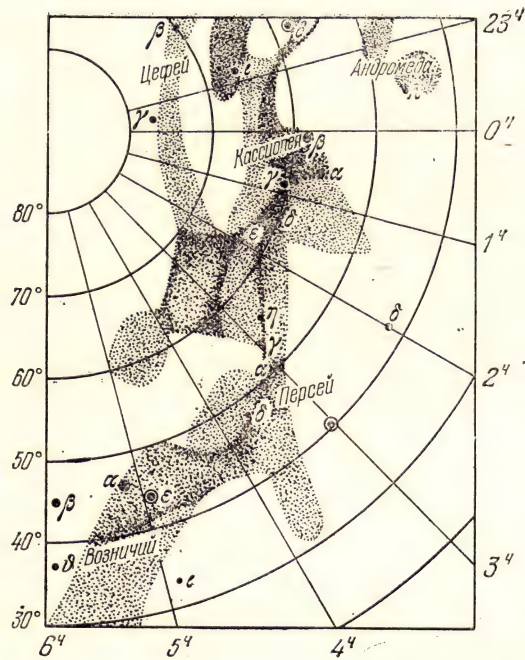 β
δ
23ч
Цефей
ι
Андромеда
γ
0ч
Кассиопея
β
α
γ
80°
δ
ε
1ч
70°
η
δ
γ
60°
α
2ч
Персей
δ
50°
α
ε
β
40°
Возничий
ϑ
3ч
ι
30°
6ч
5ч
4ч